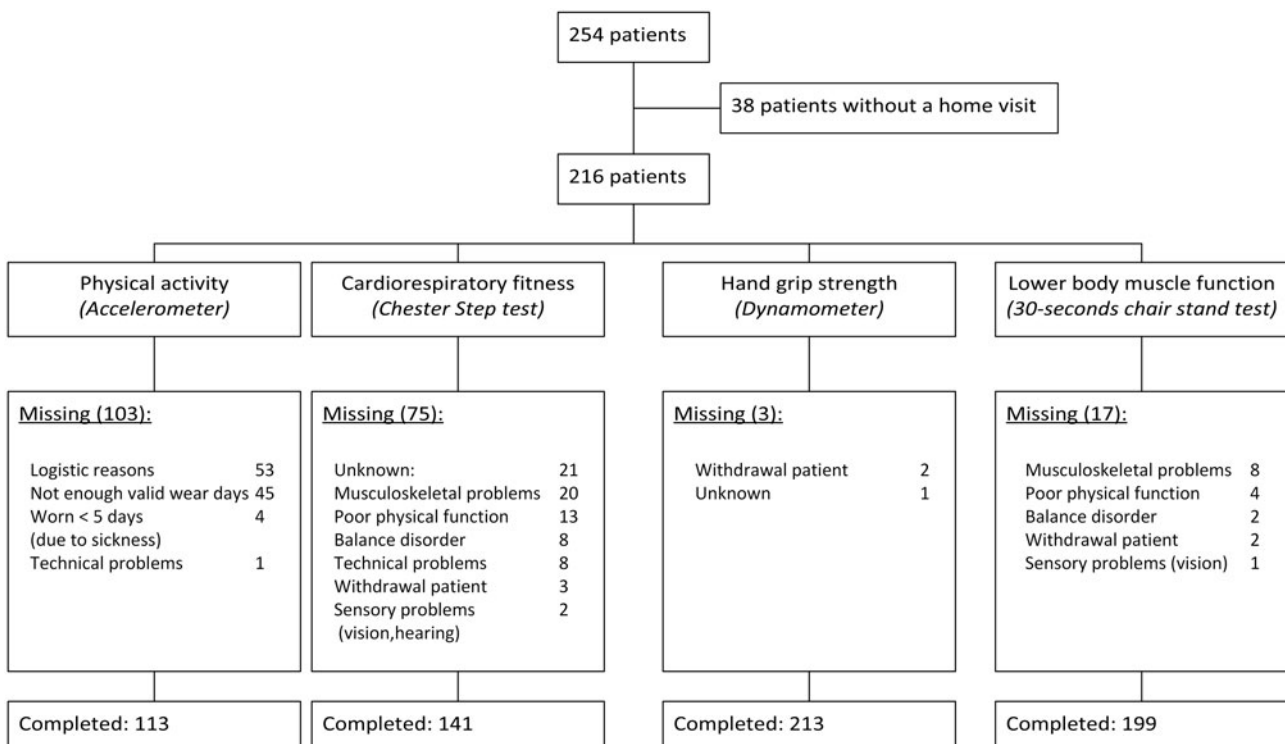 254 patients
38 patients without a home visit
216 patients
Physical activity
(Accelerometer)
Missing (103):
Logistic reasons 53
Not enough valid wear days 45
Worn < 5 days 4
(due to sickness)
Technical problems 1
Completed: 113
Cardiorespiratory fitness
(Chester Step test)
Missing (75):
Unknown: 21
Musculoskeletal problems 20
Poor physical function 13
Balance disorder 8
Technical problems 8
Withdrawal patient 3
Sensory problems 2
(vision,hearing)
Completed: 141
Hand grip strength
(Dynamometer)
Missing (3):
Withdrawal patient 2
Unknown 1
Completed: 213
Lower body muscle function
(30-seconds chair stand test)
Missing (17):
Musculoskeletal problems 8
Poor physical function 4
Balance disorder 2
Withdrawal patient 2
Sensory problems (vision) 1
Completed: 199